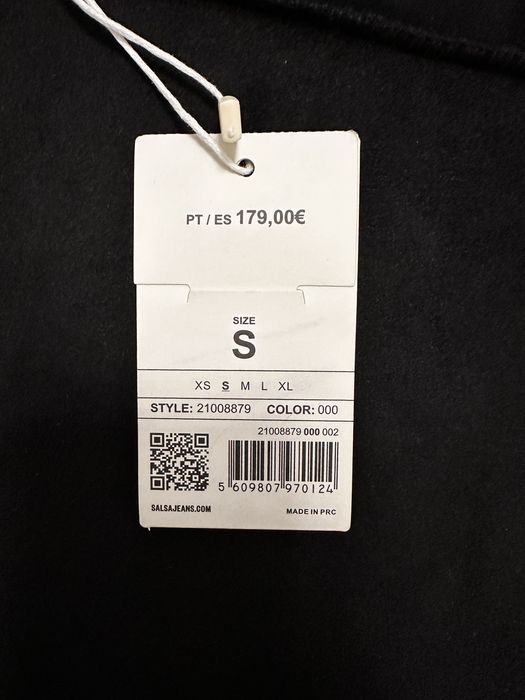 PT / ES 179,00€
SIZE
S
XS S M L XL
STYLE: 21008879 COLOR: 000
21008879 000 002
5 609807 970124
SALSAJEANS.COM
MADE IN PRC